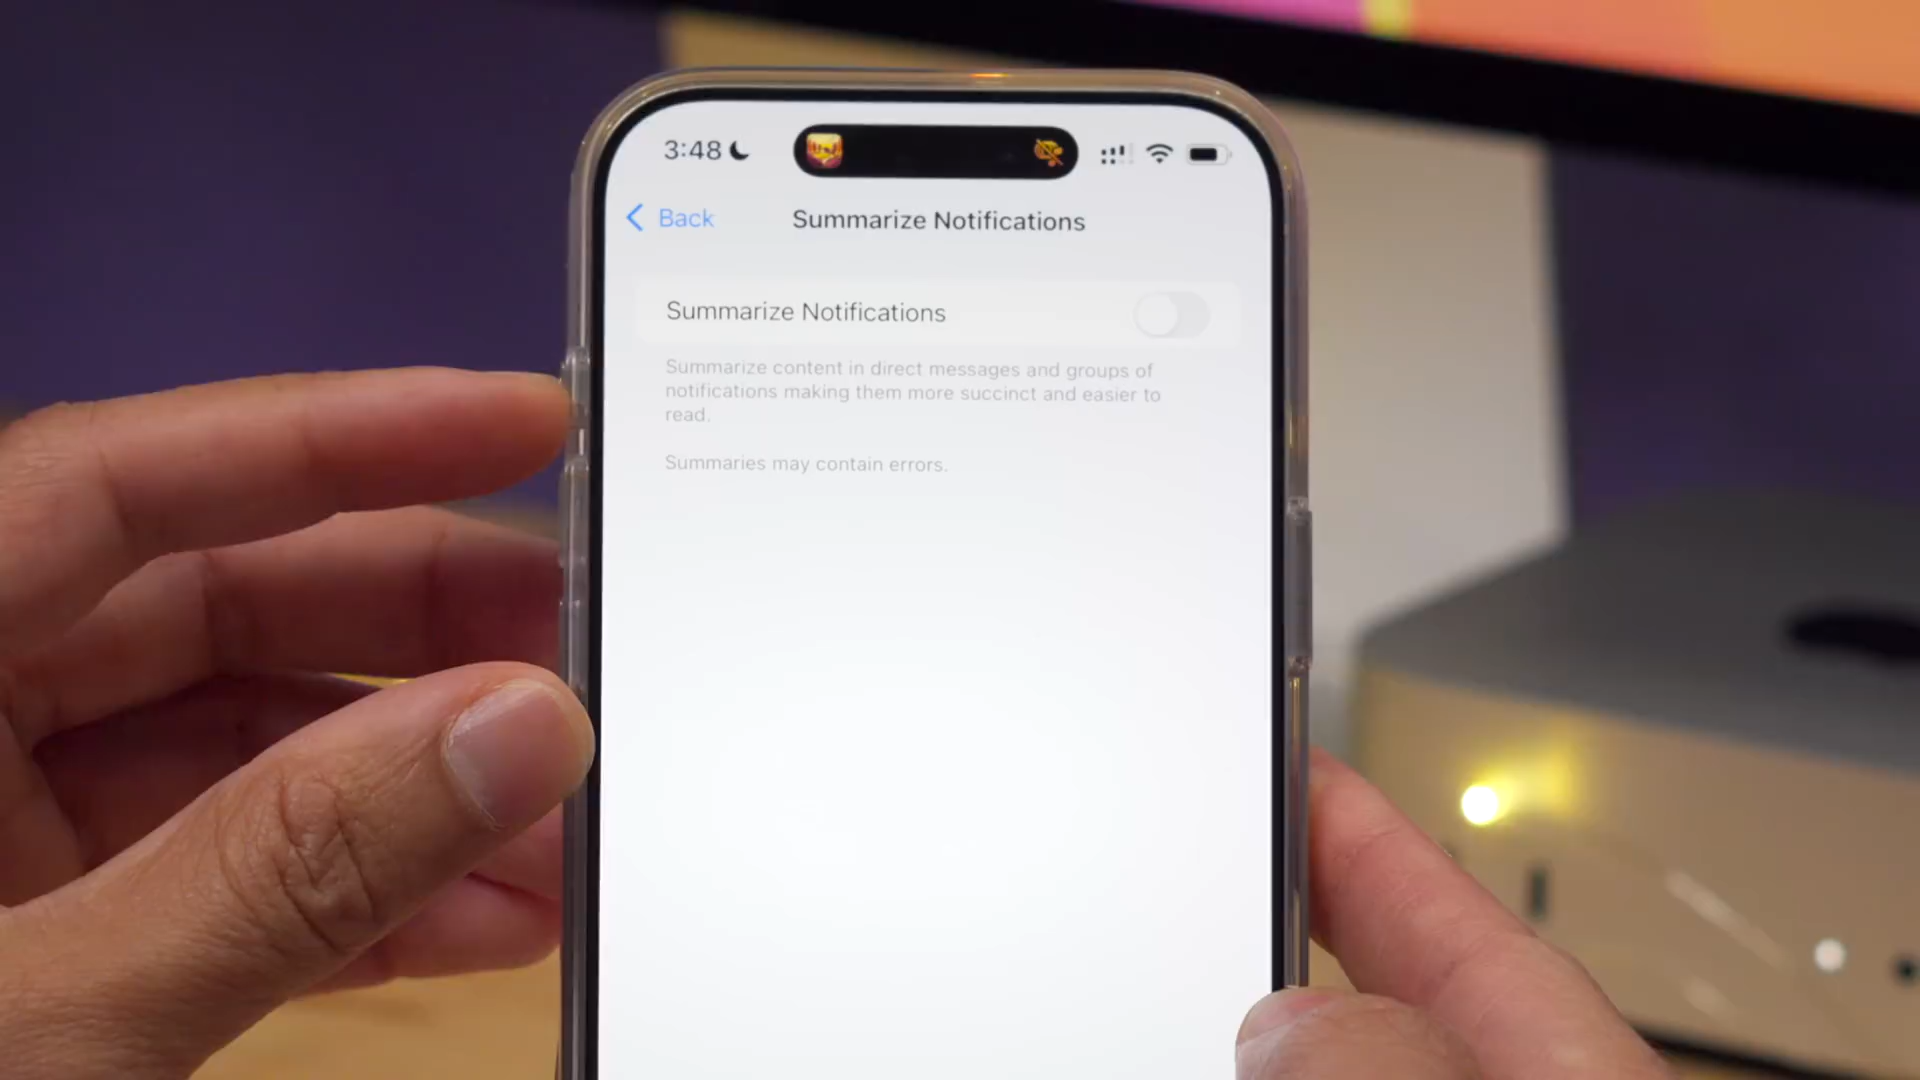 3:48
Back
Summarize Notifications
Summarize Notifications
Summarize content in direct messages and groups of
notifications making them more succinct and easier to
read.
Summaries may contain errors.